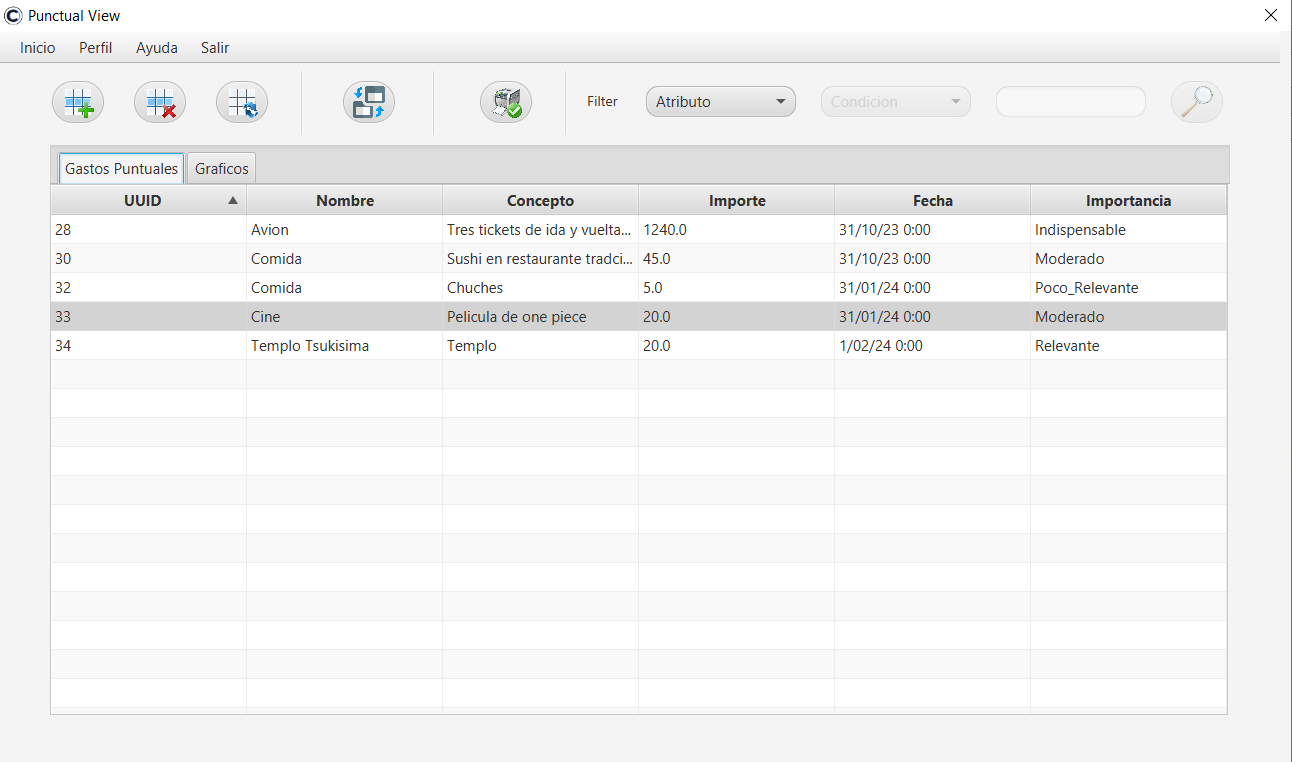 Punctual View
Inicio Perfil Ayuda Salir
Filter Atributo Condicion
Gastos Puntuales Graficos
UUID Nombre Concepto Importe Fecha Importancia
28 Avion Tres tickets de ida y vuelta... 1240.0 31/10/23 0:00 Indispensable
30 Comida Sushi en restaurante tradci... 45.0 31/10/23 0:00 Moderado
32 Comida Chuches 5.0 31/01/24 0:00 Poco_Relevante
33 Cine Pelicula de one piece 20.0 31/01/24 0:00 Moderado
34 Templo Tsukisima Templo 20.0 1/02/24 0:00 Relevante